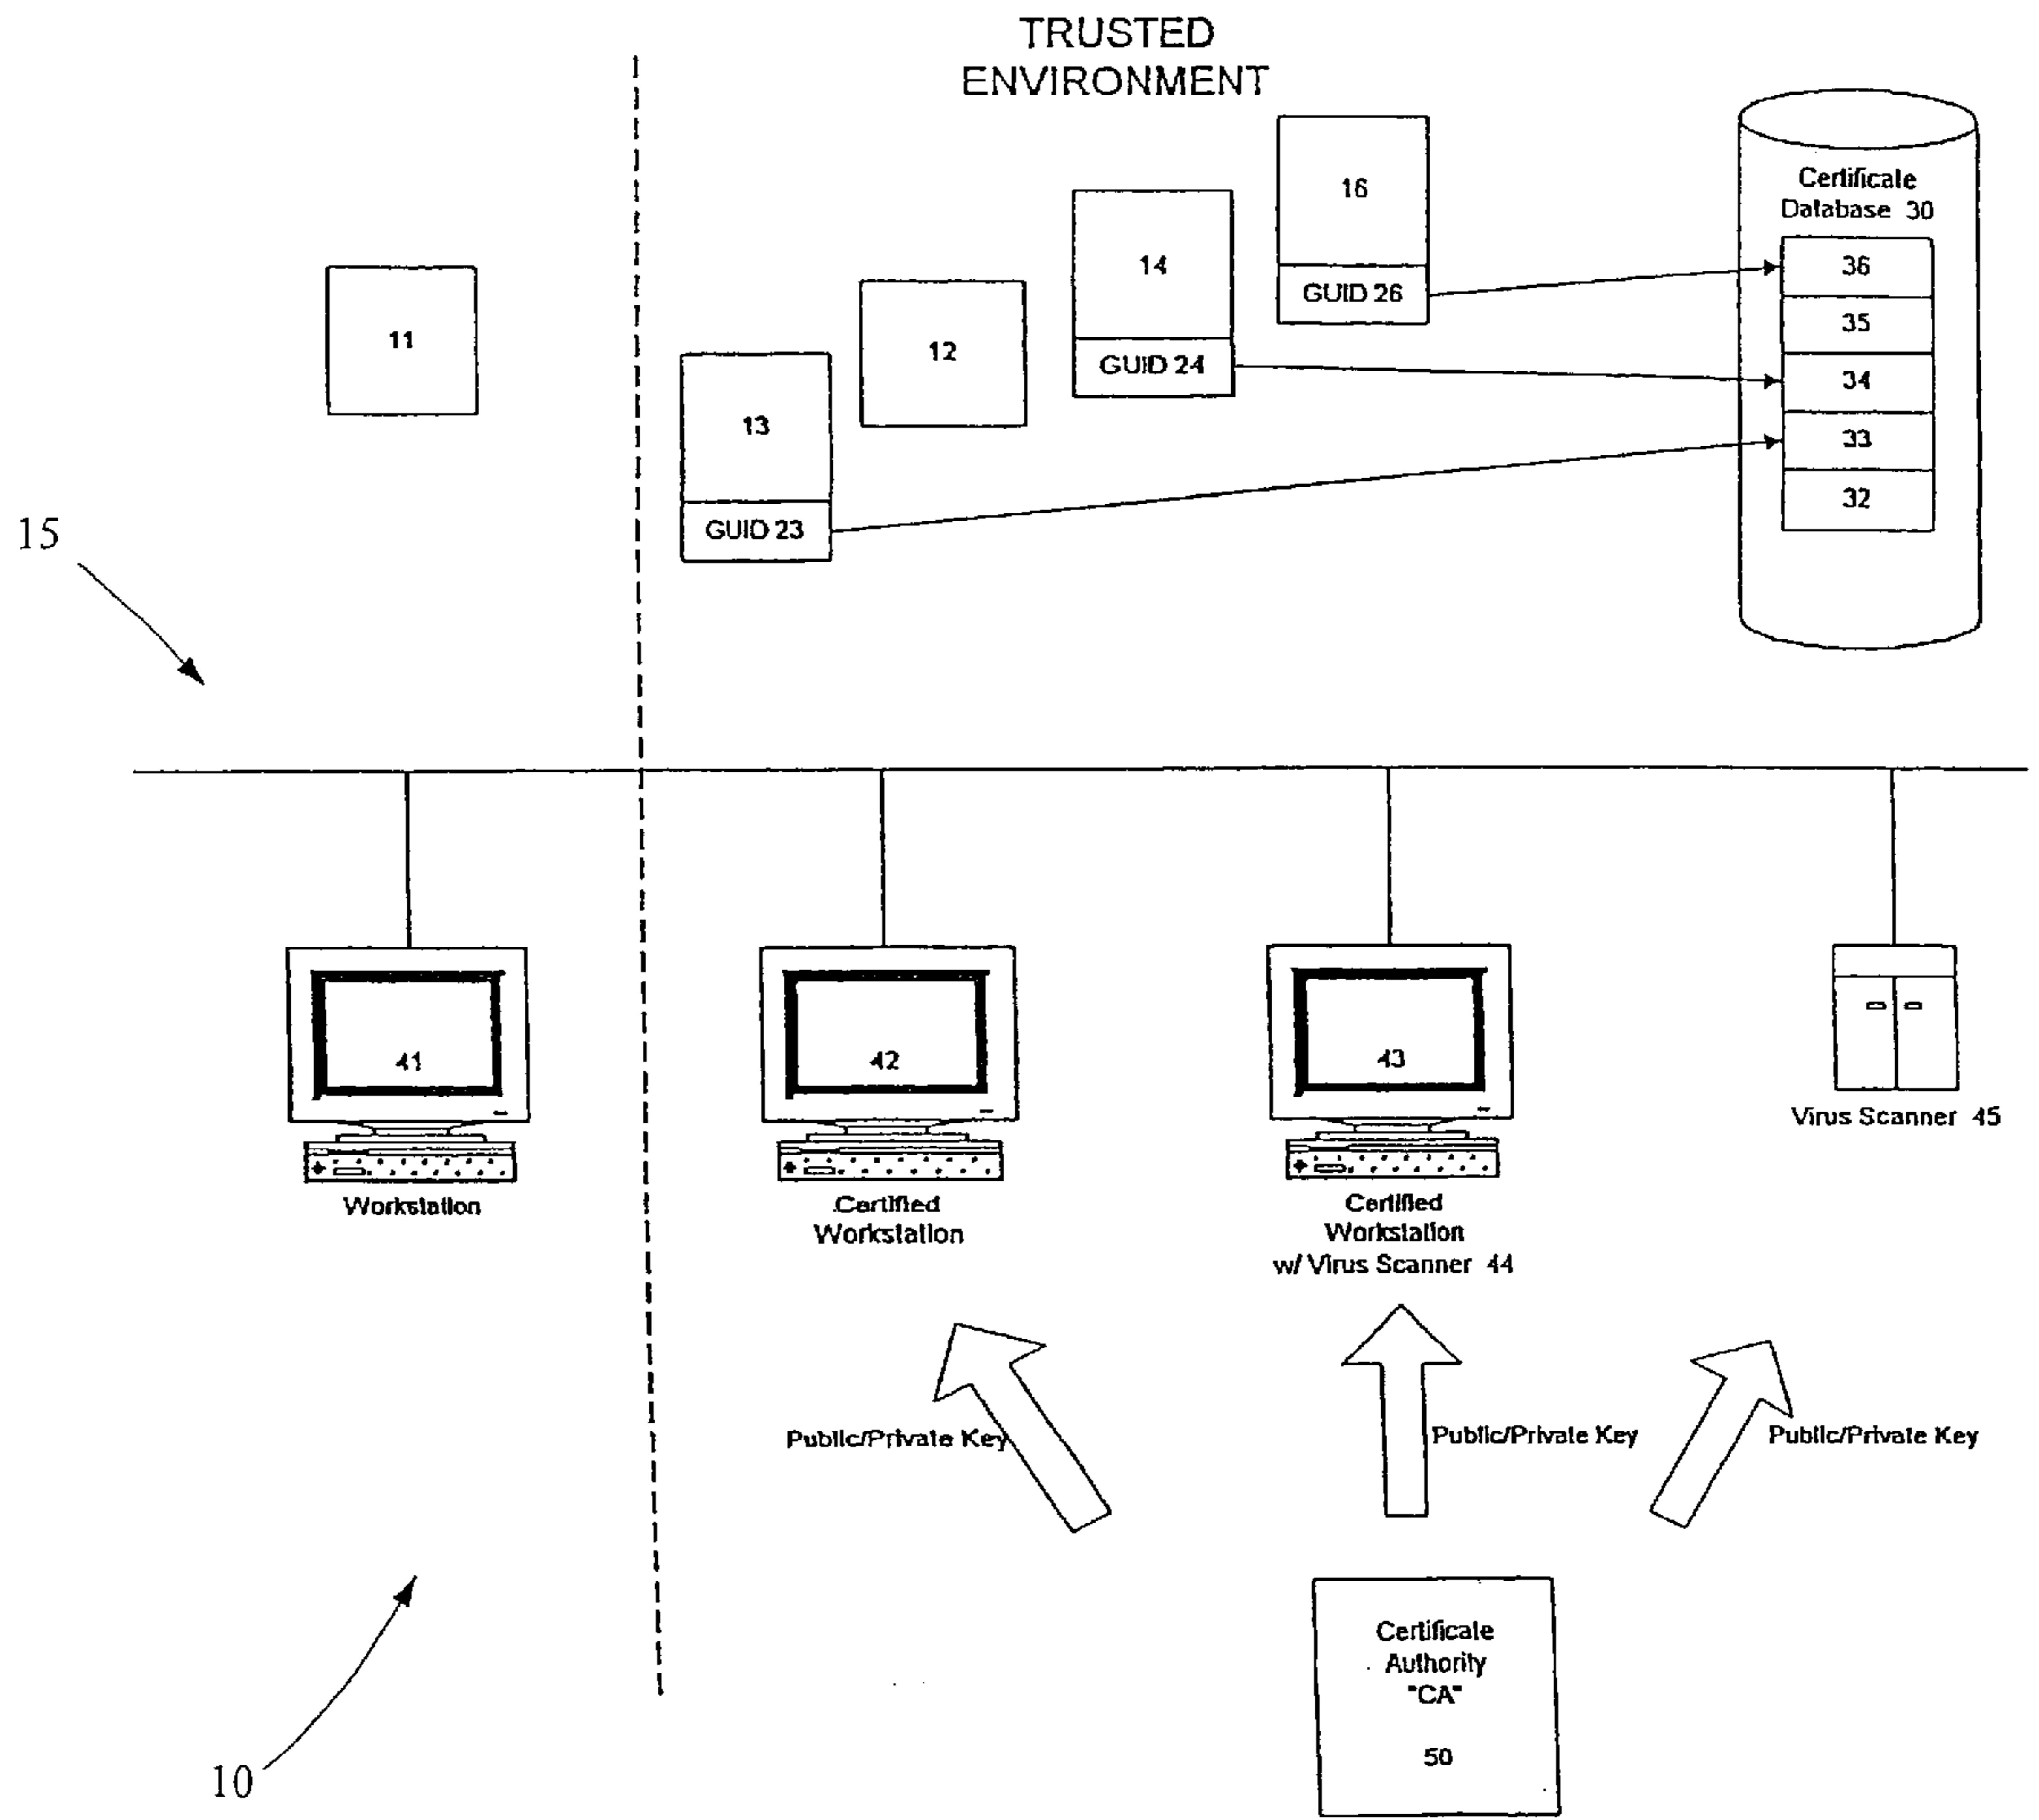 TRUSTED
ENVIRONMENT
16
GUID 26
Certificate
Database 30
36
35
34
33
32
14
GUID 24
12
11
13
GUID 23
15
41
Workstation
42
Certified
Workstation
43
Certified
Workstation
w/ Virus Scanner 44
Virus Scanner 45
Public/Private Key
Public/Private Key
Public/Private Key
Certificate
Authority
"CA"
50
10